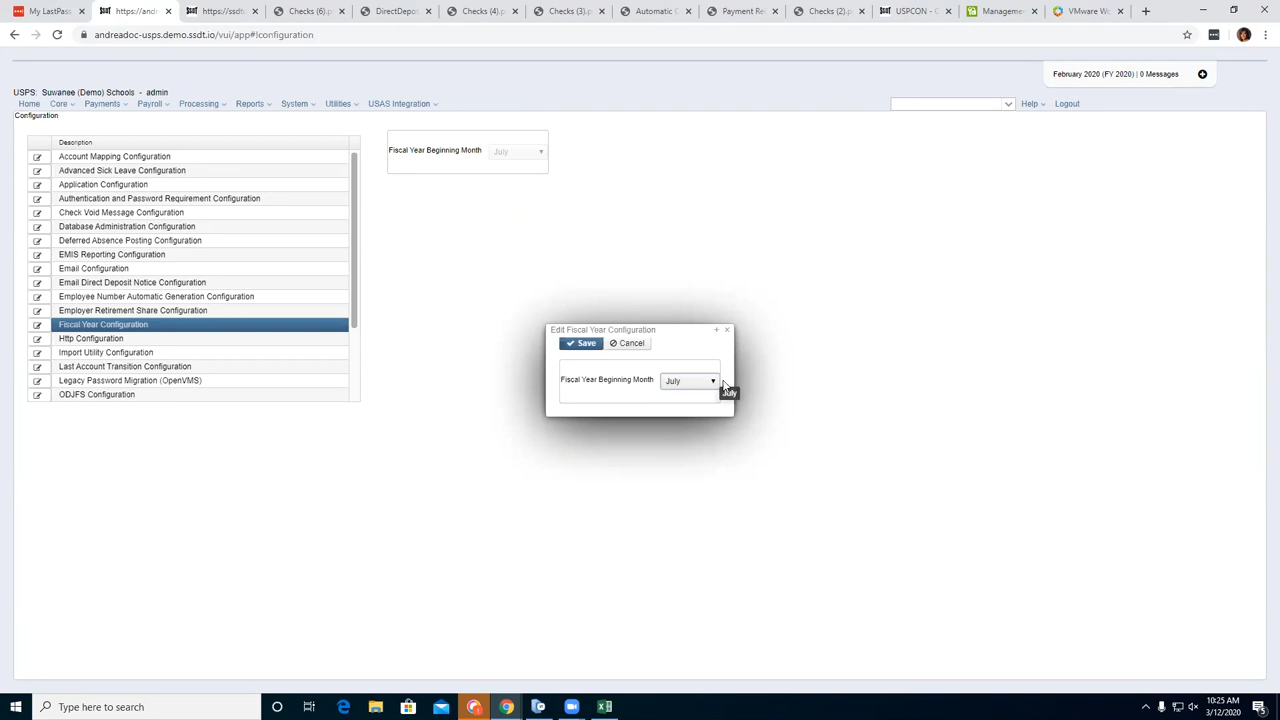 My LastPass
https://andre
https://ssdt
Checks (6).p
DirectDepos
Checks (4).p
Checks (3).p
Automatic C
Payment Re
Checks (2).p
USPCON - C
Managemen
VMware Wo
andreadoc-usps.demo.ssdt.io/vui/app#!configuration
February 2020 (FY 2020) | 0 Messages
USPS: Suwanee (Demo) Schools - admin
Home Core Payments Payroll Processing Reports System Utilities USAS Integration Help Logout
Configuration
Description
Account Mapping Configuration
Advanced Sick Leave Configuration
Application Configuration
Authentication and Password Requirement Configuration
Check Void Message Configuration
Database Administration Configuration
Deferred Absence Posting Configuration
EMIS Reporting Configuration
Email Configuration
Email Direct Deposit Notice Configuration
Employee Number Automatic Generation Configuration
Employer Retirement Share Configuration
Fiscal Year Configuration
Http Configuration
Import Utility Configuration
Last Account Transition Configuration
Legacy Password Migration (OpenVMS)
ODJFS Configuration
Fiscal Year Beginning Month July
Edit Fiscal Year Configuration
Save Cancel
Fiscal Year Beginning Month July
July
Type here to search
10:25 AM
3/12/2020